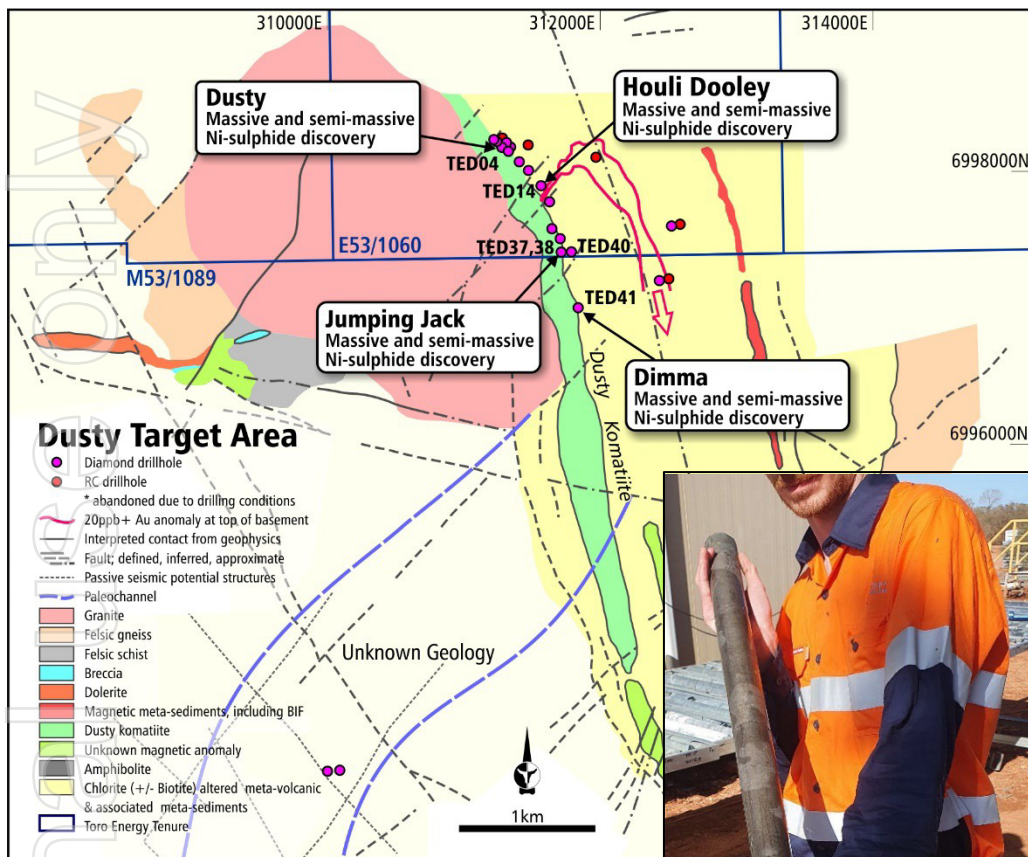 310000E
312000E
314000E
Dusty
Massive and semi-massive
Ni-sulphide discovery
Houli Dooley
Massive and semi-massive
Ni-sulphide discovery
TED04
6998000N
TED14
E53/1060
TED37,38
TED40
M53/1089
TED41
Jumping Jack
Massive and semi-massive
Ni-sulphide discovery
Dimma
Massive and semi-massive
Ni-sulphide discovery
Dusty Komatiite
6996000N
Dusty Target Area
Diamond drillhole
RC drillhole
* abandoned due to drilling conditions
20ppb+ Au anomaly at top of basement
Interpreted contact from geophysics
Fault; defined, inferred, approximate
Passive seismic potential structures
Paleochannel
Granite
Felsic gneiss
Felsic schist
Breccia
Dolerite
Magnetic meta-sediments, including BIF
Dusty komatiite
Unknown magnetic anomaly
Amphibolite
Chlorite (+/- Biotite) altered meta-volcanic
& associated meta-sediments
Toro Energy Tenure
Unknown Geology
1km
only